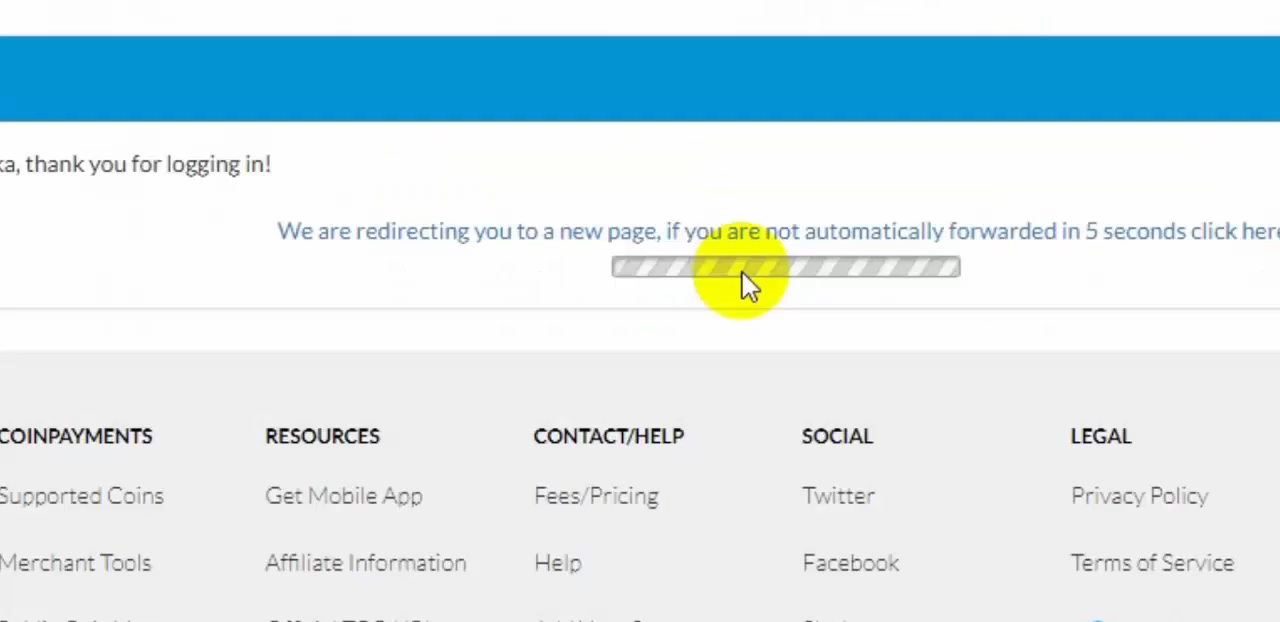 ka, thank you for logging in!
We are redirecting you to a new page, if you are not automatically forwarded in 5 seconds click here
COINPAYMENTS RESOURCES CONTACT/HELP SOCIAL LEGAL
Supported Coins Get Mobile App Fees/Pricing Twitter Privacy Policy
Merchant Tools Affiliate Information Help Facebook Terms of Service